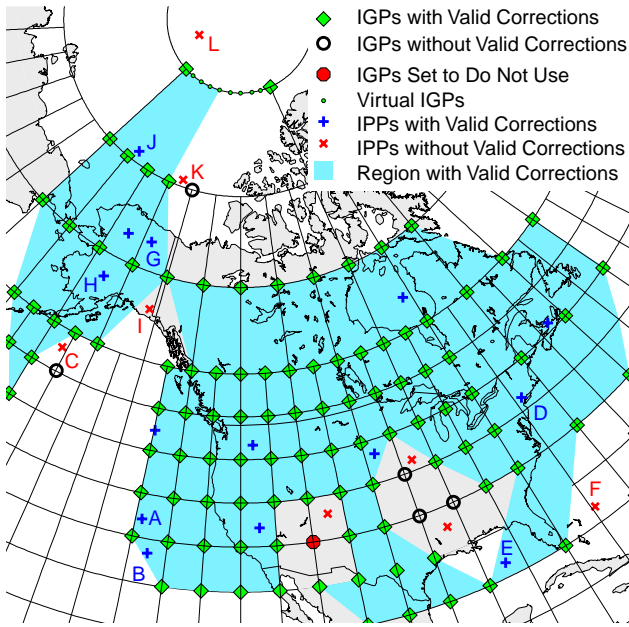 L
IGPs with Valid Corrections
IGPs without Valid Corrections
IGPs Set to Do Not Use
Virtual IGPs
IPPs with Valid Corrections
IPPs without Valid Corrections
Region with Valid Corrections
J
K
G
H
I
C
D
A
B
F
E